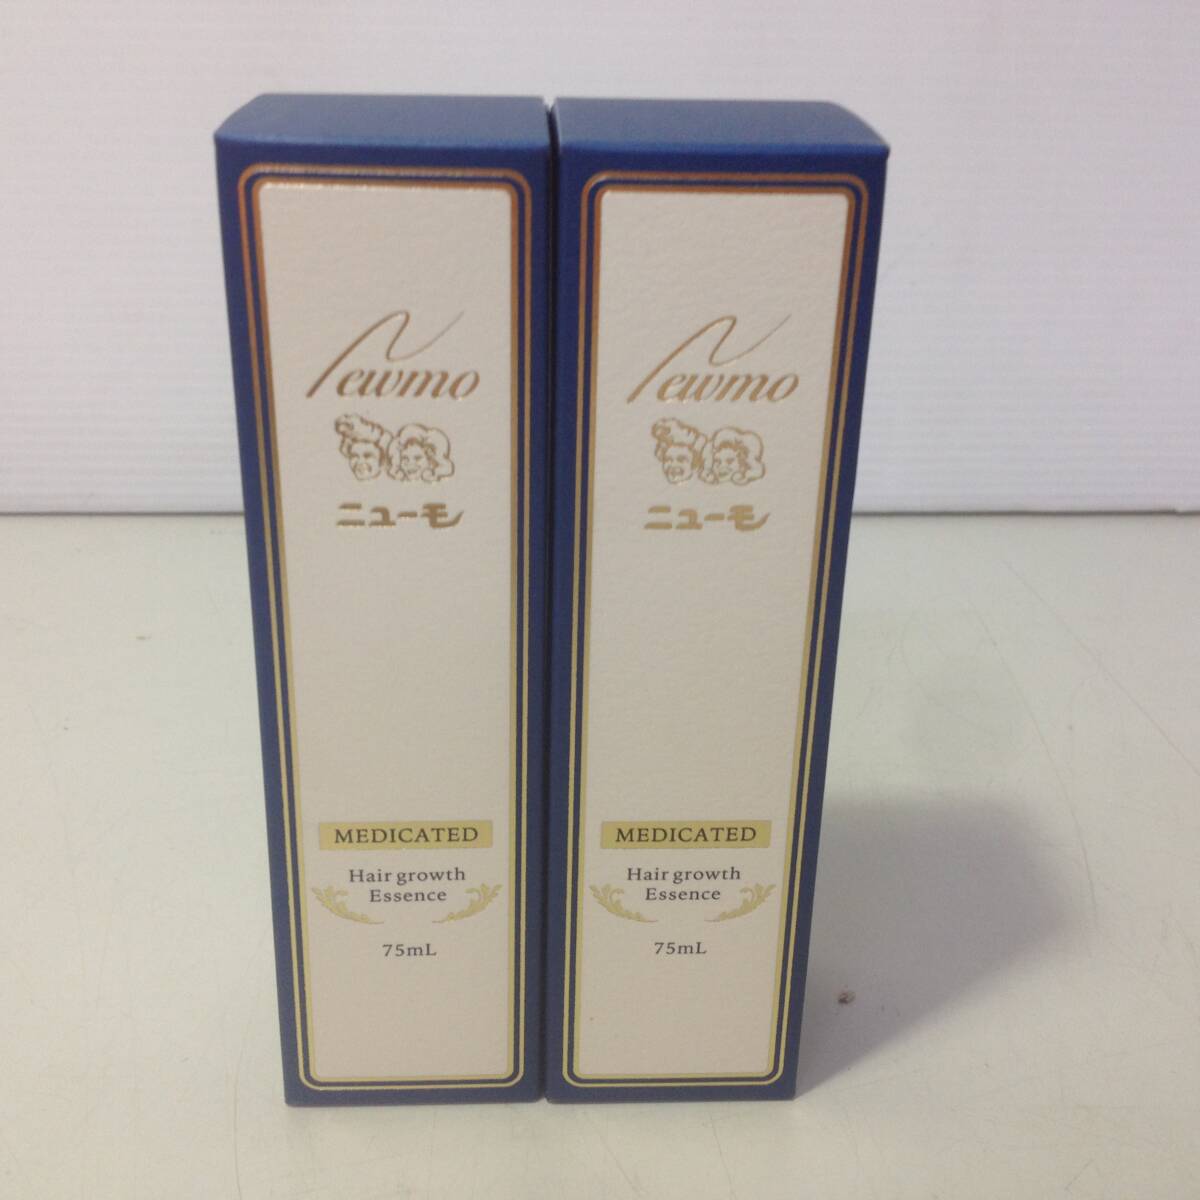 Newmo
ニューモ
MEDICATED
Hair growth
Essence
75mL
Newmo
ニューモ
MEDICATED
Hair growth
Essence
75mL